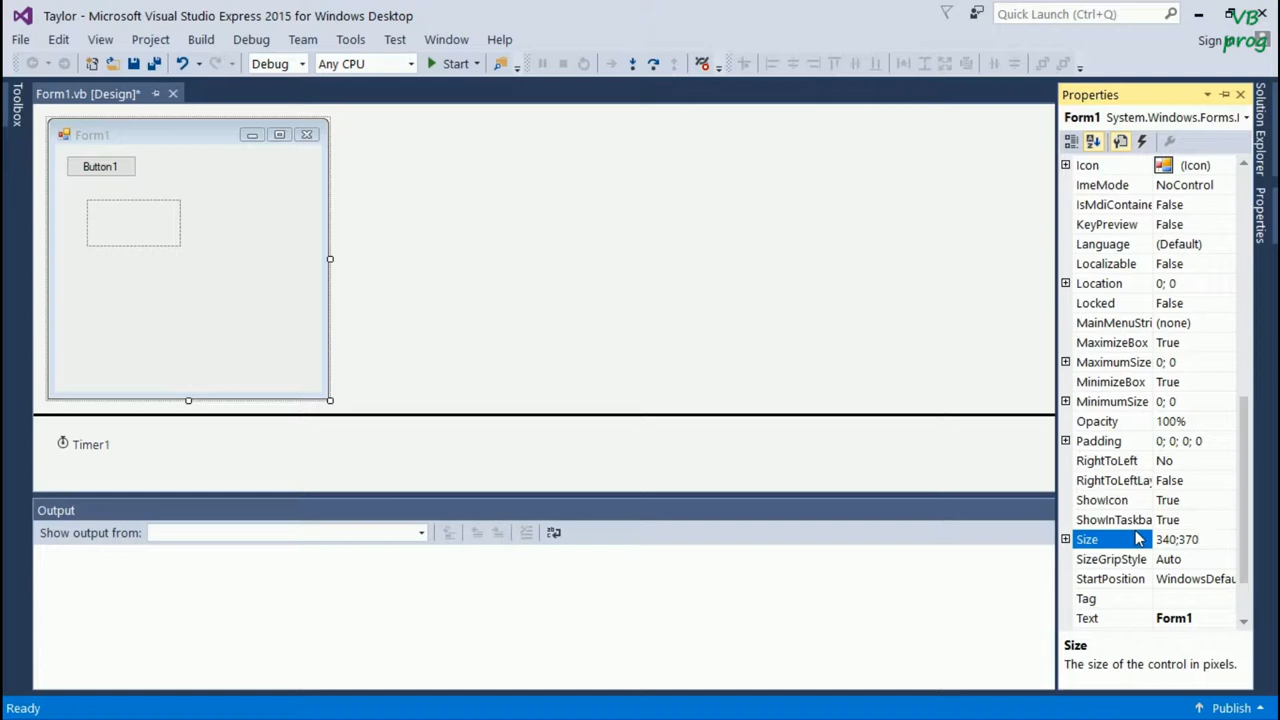 Taylor - Microsoft Visual Studio Express 2015 for Windows Desktop
Quick Launch (Ctrl+Q)
VB
prog
File Edit View Project Build Debug Team Tools Test Window Help
Sign
Debug Any CPU Start
Toolbox
Form1.vb [Design]*
Properties
Form1 System.Windows.Forms.
Solution Explorer
Properties
Form1
Button1
Timer1
Icon (Icon)
ImeMode NoControl
IsMdiContaine False
KeyPreview False
Language (Default)
Localizable False
Location 0; 0
Locked False
MainMenuStri (none)
MaximizeBox True
MaximumSize 0; 0
MinimizeBox True
MinimumSize 0; 0
Opacity 100%
Padding 0; 0; 0; 0
RightToLeft No
RightToLeftLay False
ShowIcon True
ShowInTaskba True
Size 340;370
SizeGripStyle Auto
StartPosition WindowsDefau
Tag
Text Form1
Size
The size of the control in pixels.
Output
Show output from:
Ready
Publish